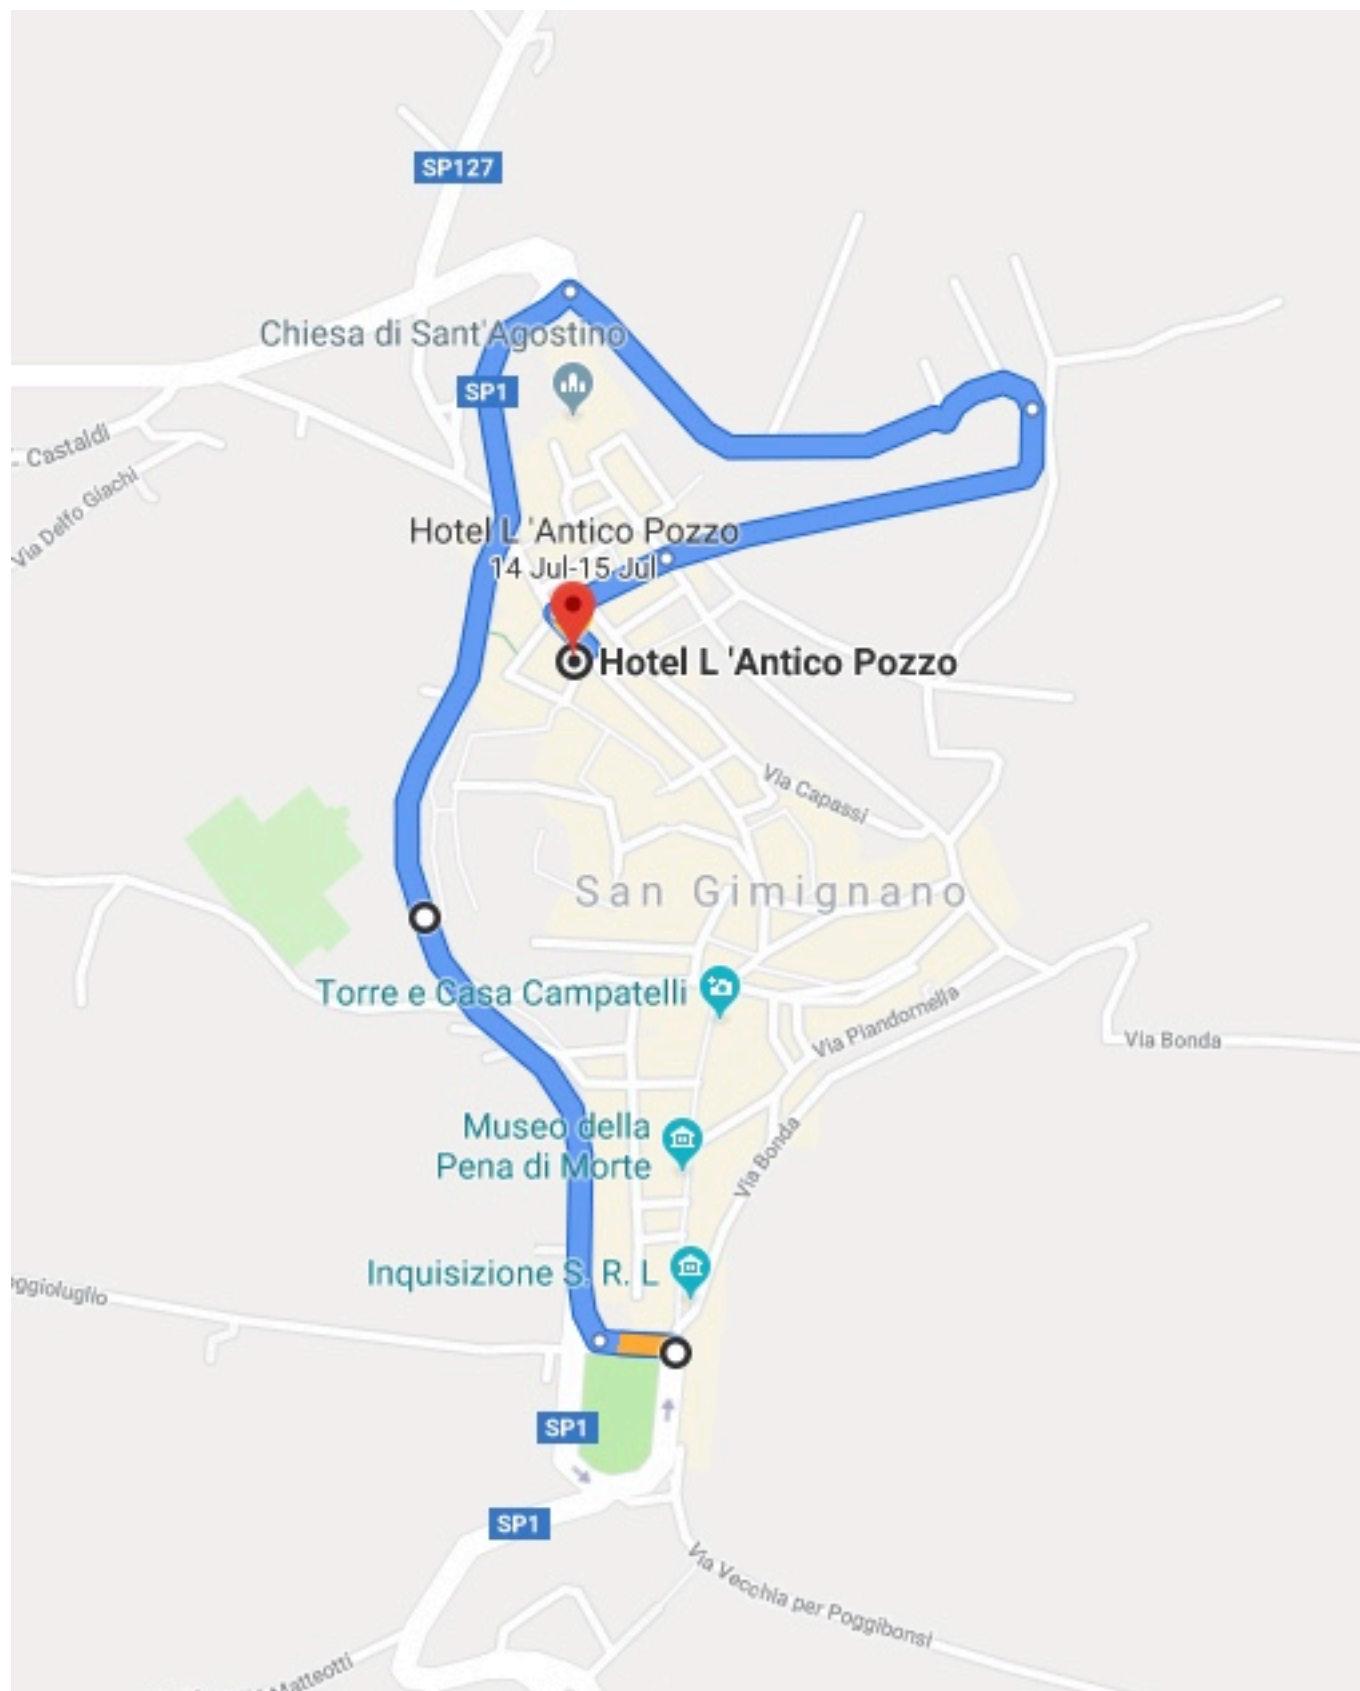 SP127
Chiesa di Sant'Agostino
SP1
- Castaldi
Via Delfo Giachi
Hotel L 'Antico Pozzo
14 Jul-15 Jul
Hotel L 'Antico Pozzo
Via Capassi
San Gimignano
Torre e Casa Campatelli
Via Piandornella
Via Bonda
Museo della
Pena di Morte
Via Bonda
Inquisizione S. R. L
oggioluglio
SP1
SP1
Via Vecchia per Poggibonsi
Matteotti